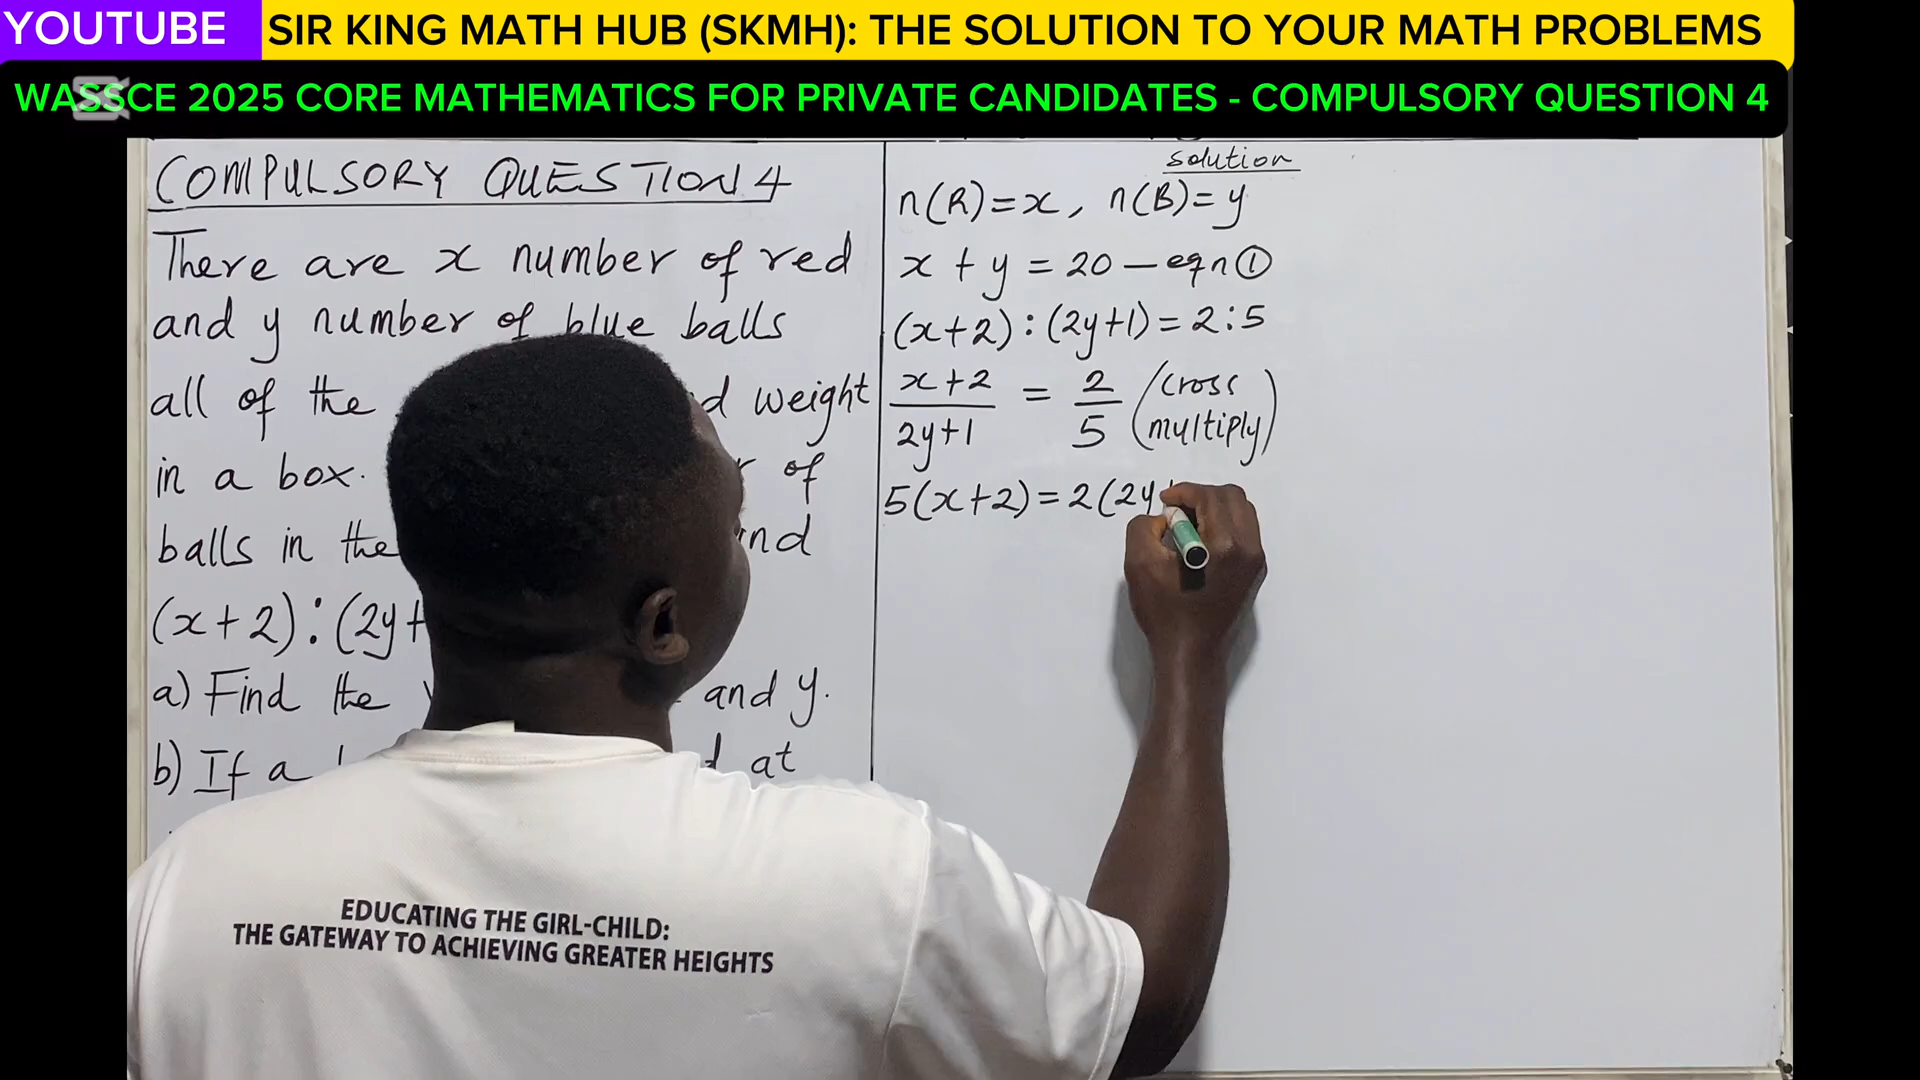 YOUTUBE
SIR KING MATH HUB (SKMH): THE SOLUTION TO YOUR MATH PROBLEMS
WASSCE 2025 CORE MATHEMATICS FOR PRIVATE CANDIDATES - COMPULSORY QUESTION 4
COMPULSORY QUESTION 4
There are x number of red
and y number of blue balls
all of the weight
in a box. of
balls in the
(x+2):(2y+
a) Find the and y.
b) If a at
solution
n(R)=x, n(B)=y
x + y = 20 — eqn ①
(x+2):(2y+1)=2:5
x+2 / 2y+1 = 2 / 5 (cross multiply)
5(x+2)=2(2y
EDUCATING THE GIRL-CHILD:
THE GATEWAY TO ACHIEVING GREATER HEIGHTS